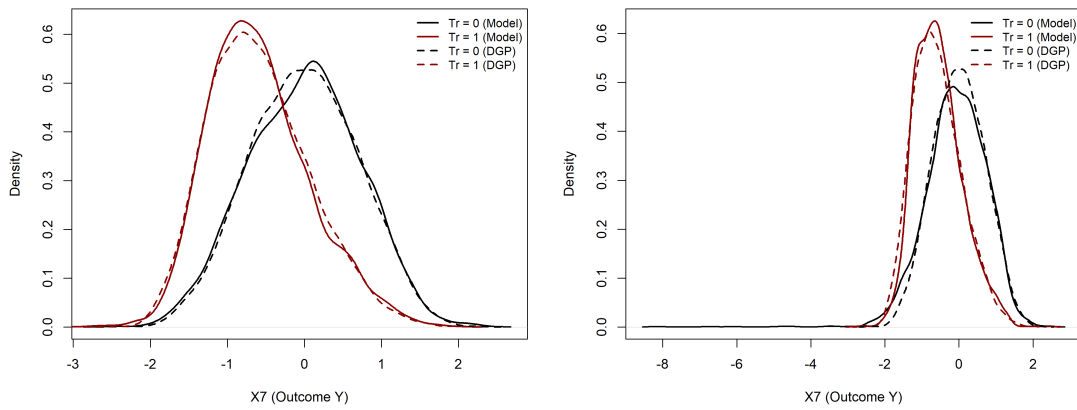 Density
0.0 0.1 0.2 0.3 0.4 0.5 0.6
-3 -2 -1 0 1 2
X7 (Outcome Y)
Tr = 0 (Model)
Tr = 1 (Model)
Tr = 0 (DGP)
Tr = 1 (DGP)
Density
0.0 0.1 0.2 0.3 0.4 0.5 0.6
-8 -6 -4 -2 0 2
X7 (Outcome Y)
Tr = 0 (Model)
Tr = 1 (Model)
Tr = 0 (DGP)
Tr = 1 (DGP)